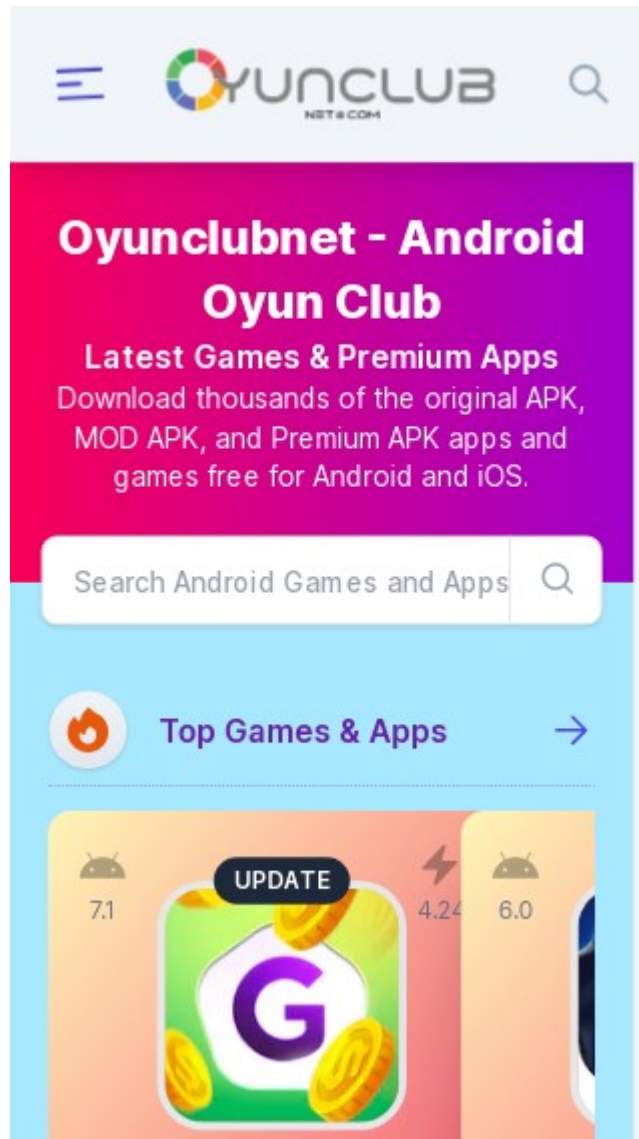 OYUNCLUB
NET & COM
Oyunclubnet - Android
Oyun Club
Latest Games & Premium Apps
Download thousands of the original APK,
MOD APK, and Premium APK apps and
games free for Android and iOS.
Search Android Games and Apps
Top Games & Apps
UPDATE
7.1
4.24
6.0
G